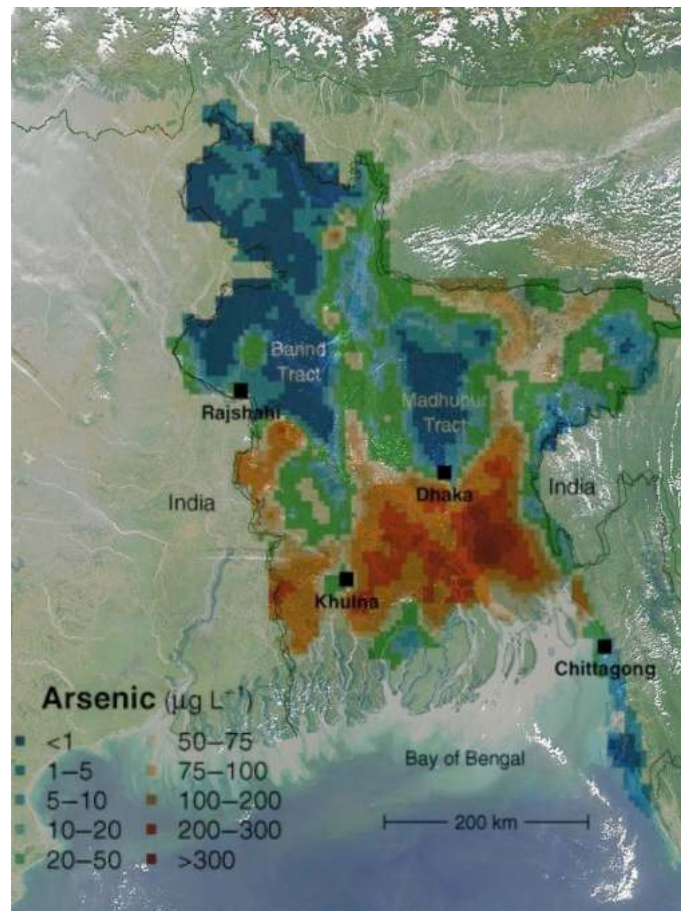 Barind
Tract
Rajshahi
Madhupur
Tract
Dhaka
India
India
Khulna
Chittagong
Arsenic (µg L⁻¹)
<1
1–5
5–10
10–20
20–50
50–75
75–100
100–200
200–300
>300
Bay of Bengal
200 km